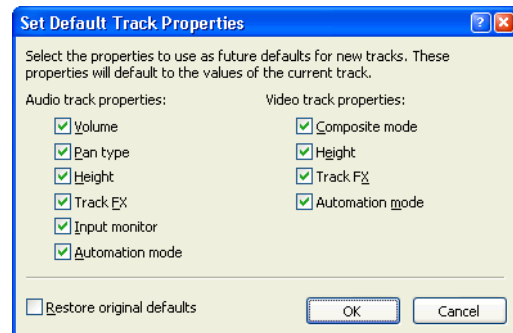 Set Default Track Properties
Select the properties to use as future defaults for new tracks. These
properties will default to the values of the current track.
Audio track properties:
Volume
Pan type
Height
Track FX
Input monitor
Automation mode
Video track properties:
Composite mode
Height
Track FX
Automation mode
Restore original defaults
OK
Cancel